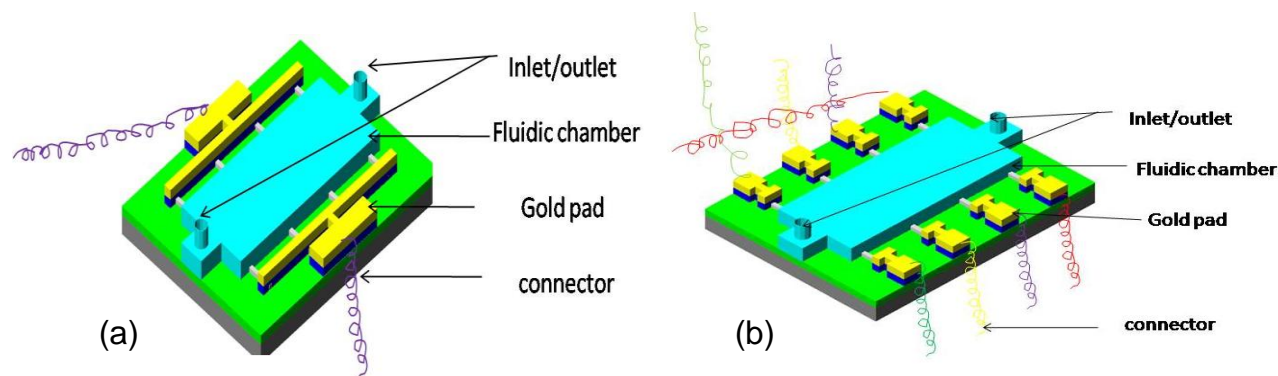 Inlet/outlet
Fluidic chamber
Gold pad
connector
(a)
Inlet/outlet
Fluidic chamber
Gold pad
connector
(b)